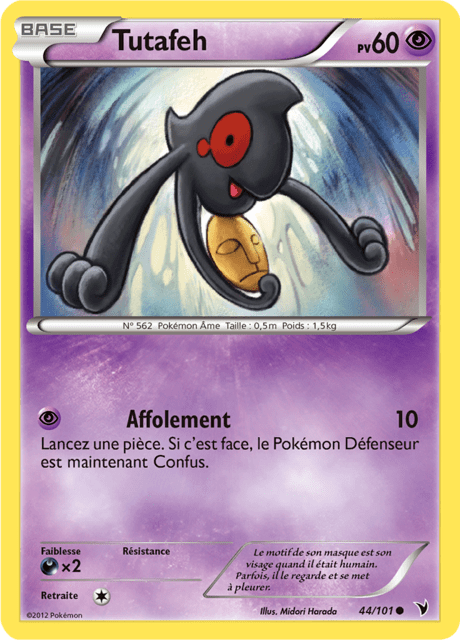 BASE
Tutafeh
PV60
N° 562 Pokémon Âme Taille : 0,5m Poids : 1,5kg
Affolement 10
Lancez une pièce. Si c'est face, le Pokémon Défenseur
est maintenant Confus.
Faiblesse Résistance
×2
Retraite
Le motif de son masque est son
visage quand il était humain.
Parfois, il le regarde et se met
à pleurer.
Illus. Midori Harada 44/101
©2012 Pokémon